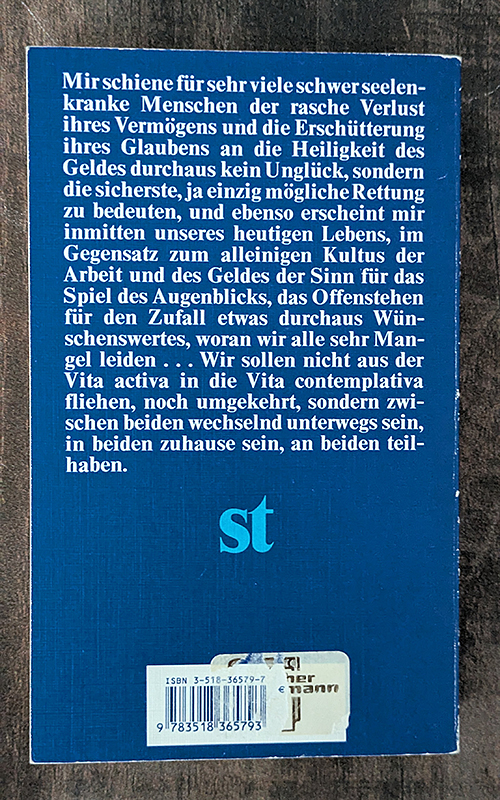 Mir schiene für sehr viele schwer seelen-
kranke Menschen der rasche Verlust
ihres Vermögens und die Erschütterung
ihres Glaubens an die Heiligkeit des
Geldes durchaus kein Unglück, sondern
die sicherste, ja einzig mögliche Rettung
zu bedeuten, und ebenso erscheint mir
inmitten unseres heutigen Lebens, im
Gegensatz zum alleinigen Kultus der
Arbeit und des Geldes der Sinn für das
Spiel des Augenblicks, das Offenstehen
für den Zufall etwas durchaus Wün-
schenswertes, woran wir alle sehr Man-
gel leiden . . . Wir sollen nicht aus der
Vita activa in die Vita contemplativa
fliehen, noch umgekehrt, sondern zwi-
schen beiden wechselnd unterwegs sein,
in beiden zuhause sein, an beiden teil-
haben.
st
ISBN 3-518-36579-7
€
9 783518 365793